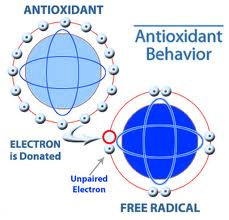 ANTIOXIDANT
Antioxidant
Behavior
ELECTRON
is Donated
Unpaired
Electron
FREE RADICAL